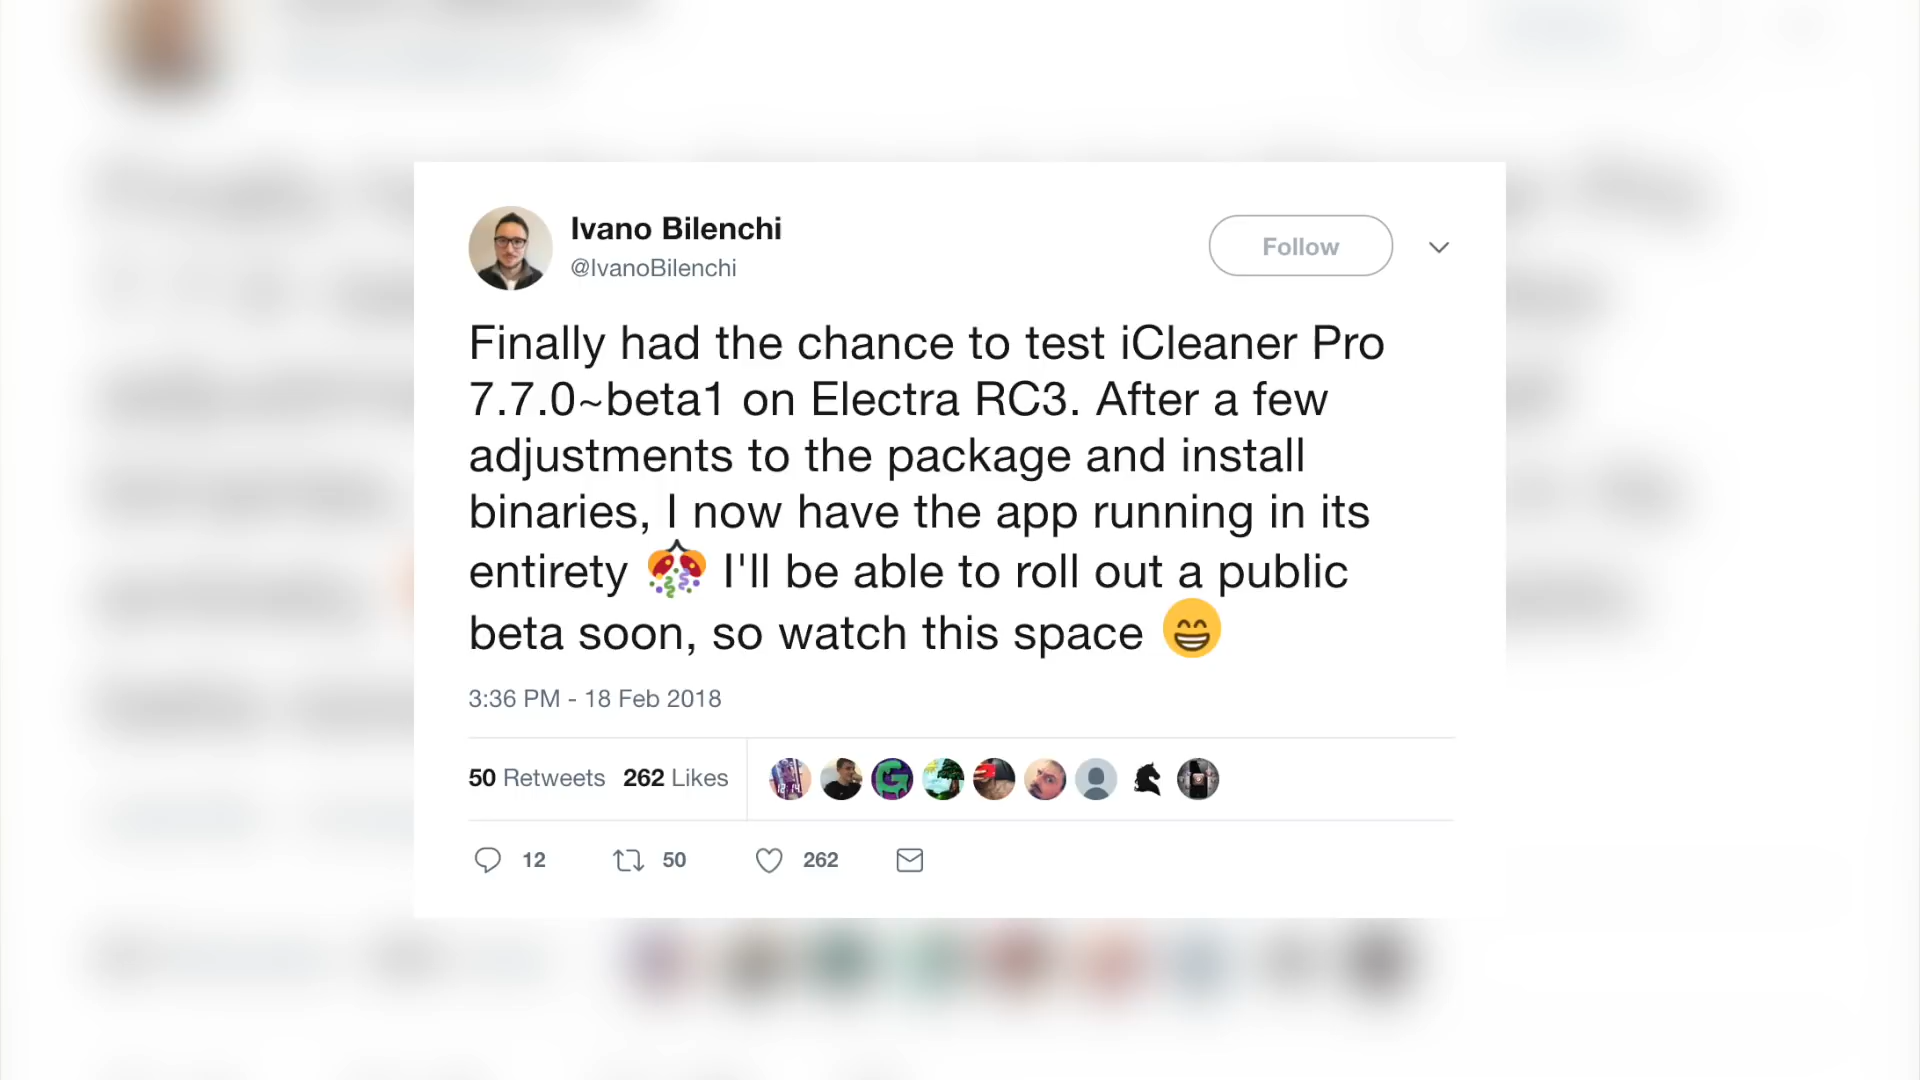 Ivano Bilenchi
@IvanoBilenchi
Follow
Finally had the chance to test iCleaner Pro
7.7.0~beta1 on Electra RC3. After a few
adjustments to the package and install
binaries, I now have the app running in its
entirety 🎊 I'll be able to roll out a public
beta soon, so watch this space 😁
3:36 PM - 18 Feb 2018
50 Retweets 262 Likes
12 50 262